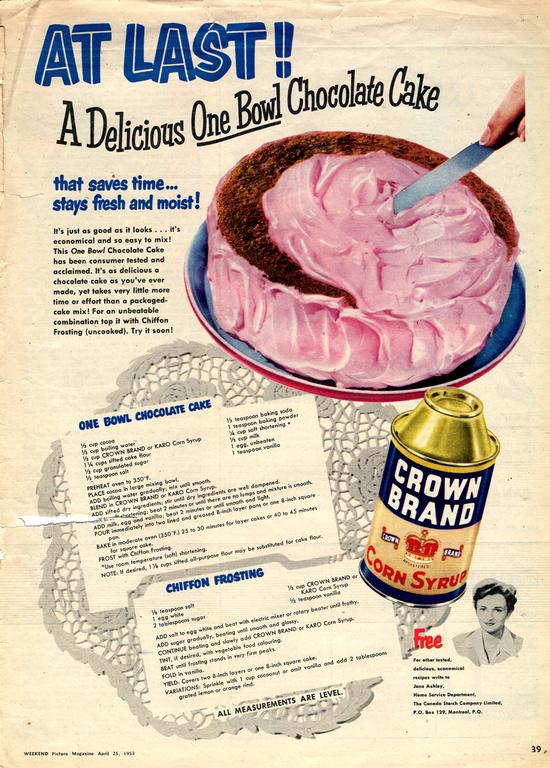 AT LAST!
A Delicious One Bowl Chocolate Cake
that saves time...
stays fresh and moist!
It's just as good as it looks . . . it's
economical and so easy to mix!
This One Bowl Chocolate Cake
has been consumer tested and
acclaimed. It's as delicious a
chocolate cake as you've ever
made, yet takes very little more
time or effort than a packaged-
cake mix! For an unbeatable
combination top it with Chiffon
Frosting (uncooked). Try it soon!
ONE BOWL CHOCOLATE CAKE
cup cocoa
cup boiling water
cup CROWN BRAND or KARO Corn Syrup
1¼ cups sifted cake flour
cup granulated sugar
teaspoon salt
½ teaspoon baking soda
1 teaspoon baking powder
cup soft shortening *
cup milk
1 egg, unbeaten
1 teaspoon vanilla
PREHEAT oven to 350°F.
PLACE cocoa in large mixing bowl.
ADD boiling water gradually; mix until smooth.
BLEND in CROWN BRAND or KARO Corn Syrup.
ADD sifted dry ingredients; stir until dry ingredients are well dampened.
shortening; beat 2 minutes or until there are no lumps and mixture is smooth.
ADD milk, egg and vanilla; beat 2 minutes or until smooth and light.
POUR immediately into two lined and greased 8-inch layer pans or one 8-inch square
pan.
BAKE in moderate oven (350°F.) 25 to 30 minutes for layer cakes or 40 to 45 minutes
for square cake.
FROST with Chiffon Frosting.
*Use room temperature (soft) shortening.
NOTE: If desired, 1⅛ cups sifted all-purpose flour may be substituted for cake flour.
CHIFFON FROSTING
⅛ teaspoon salt
1 egg white
2 tablespoons sugar
½ cup CROWN BRAND or
KARO Corn Syrup
½ teaspoon vanilla
ADD salt to egg white and beat with electric mixer or rotary beater until frothy.
ADD sugar gradually, beating until smooth and glossy.
CONTINUE beating and slowly add CROWN BRAND or KARO Corn Syrup.
TINT, if desired, with vegetable food colouring.
BEAT until frosting stands in very firm peaks.
FOLD in vanilla.
YIELD: Covers two 8-inch layers or one 8-inch square cake.
VARIATIONS: Sprinkle with 1 cup cocoanut or omit vanilla and add 2 tablespoons
grated lemon or orange rind.
ALL MEASUREMENTS ARE LEVEL.
CROWN
BRAND
CROWN
BRAND
REGISTERED
CORN SYRUP
Free
For other tested,
delicious, economical
recipes write to
Jane Ashley,
Home Service Department,
The Canada Starch Company Limited,
P.O. Box 129, Montreal, P.Q.
WEEKEND Picture Magazine April 25, 1953
39